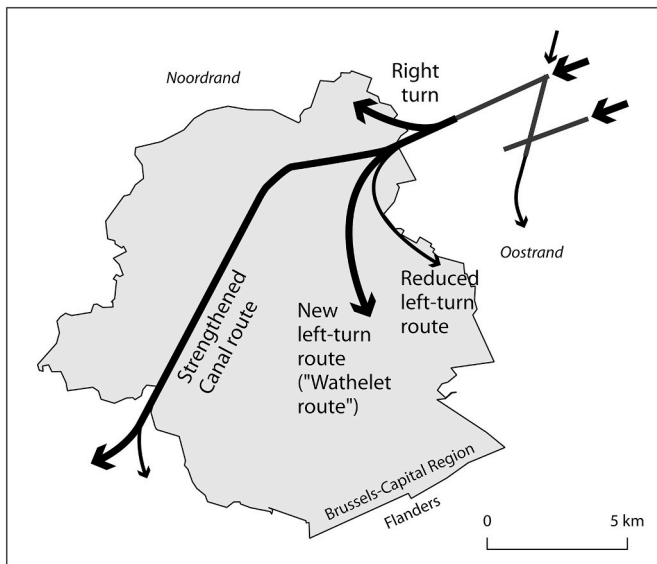 Noordrand
Right
turn
Oostrand
Strengthened
Canal route
New
left-turn
route
("Wathelet
route")
Reduced
left-turn
route
Brussels-Capital Region
Flanders
0
5 km